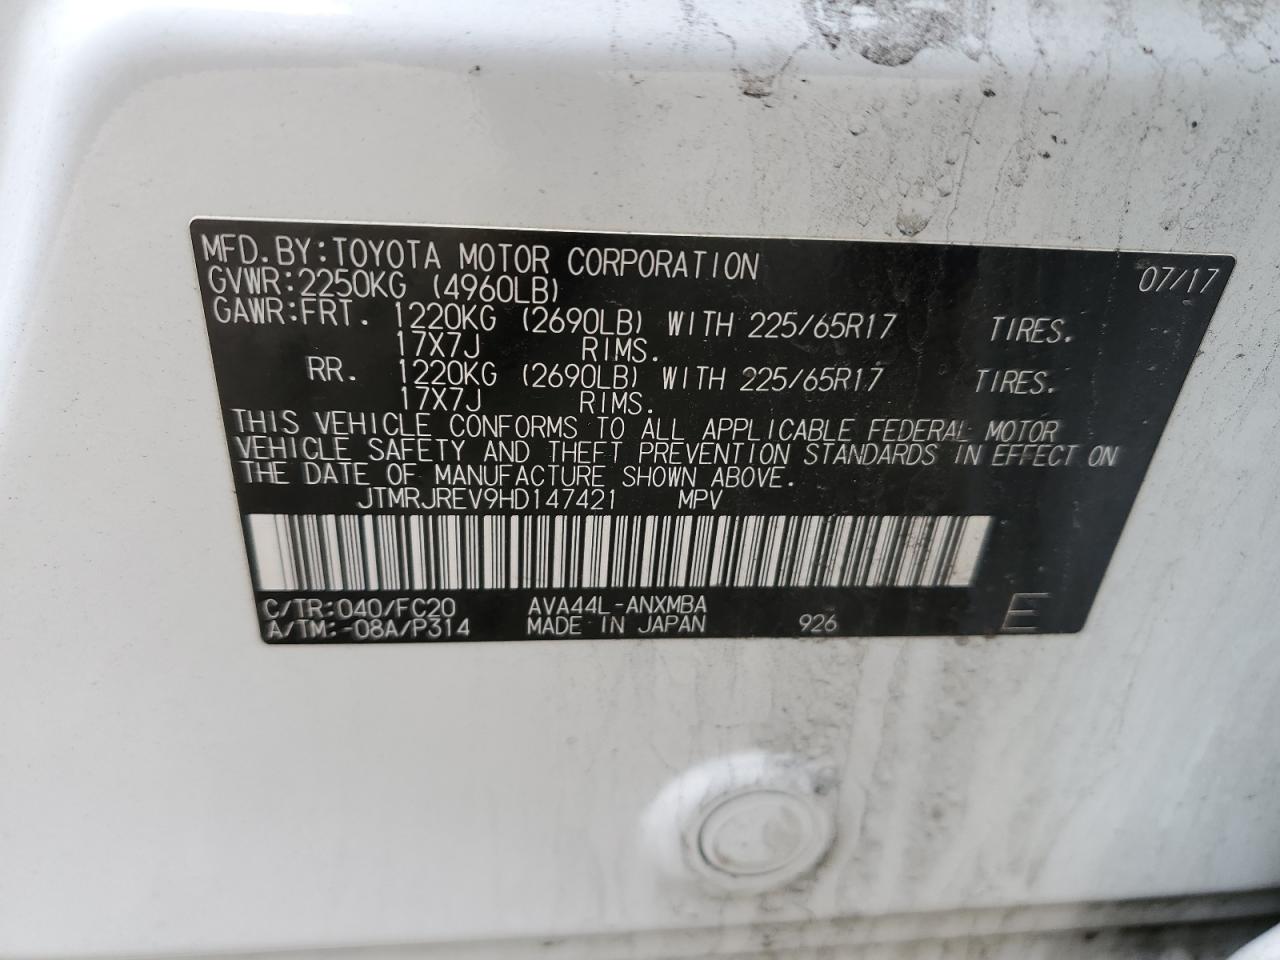 MFD. BY: TOYOTA MOTOR CORPORATION 07/17
GVWR: 2250KG (4960LB)
GAWR: FRT. 1220KG (2690LB) WITH 225/65R17 TIRES.
17X7J RIMS.
RR. 1220KG (2690LB) WITH 225/65R17 TIRES.
17X7J RIMS.
THIS VEHICLE CONFORMS TO ALL APPLICABLE FEDERAL MOTOR
VEHICLE SAFETY AND THEFT PREVENTION STANDARDS IN EFFECT ON
THE DATE OF MANUFACTURE SHOWN ABOVE.
JTMRJREV9HD147421 MPV
C/TR: 040/FC20 AVA44L-ANXMBA
A/TM: -08A/P314 MADE IN JAPAN 926 E